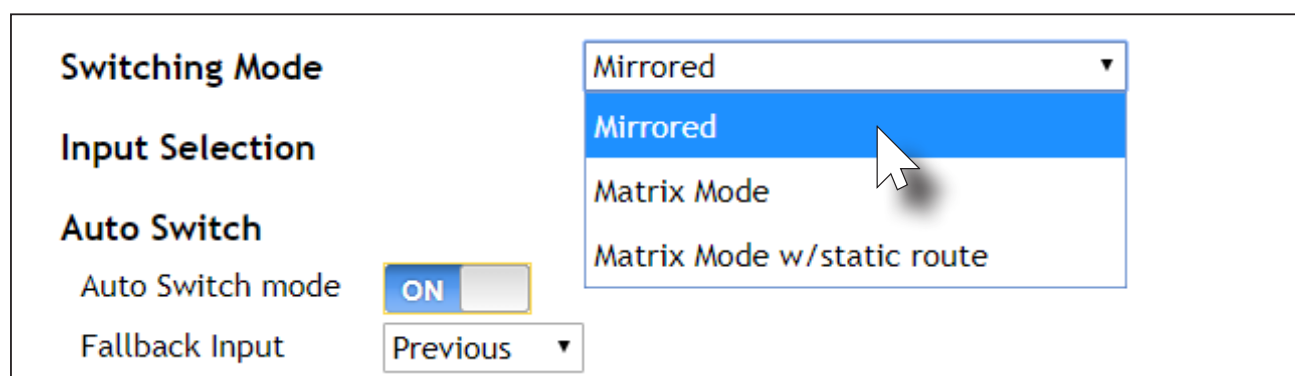 Switching Mode Mirrored
Mirrored
Input Selection
Matrix Mode
Auto Switch
Matrix Mode w/static route
Auto Switch mode ON
Fallback Input Previous